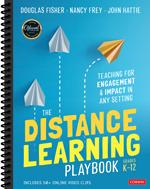 DOUGLAS FISHER • NANCY FREY • JOHN HATTIE
TEACHING FOR
ENGAGEMENT
& IMPACT IN
ANY SETTING
THE
DISTANCE
LEARNING
PLAYBOOK
GRADES
K–12
INCLUDES 50+ ONLINE VIDEO CLIPS
CORWIN